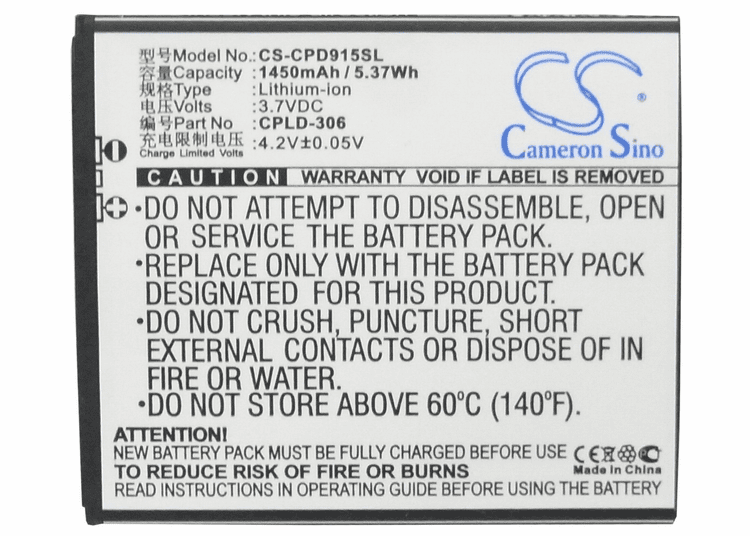 型号Model: CS-CPD915SL
容量Capacity: 1450mAh / 5.37Wh
规格Type: Lithium-ion
电压Volts: 3.7VDC
编号Part No: CPLD-306
充电限制电压
Charge Limited Volts :4.2V±0.05V
CS
Cameron Sino
CAUTION WARRANTY VOID IF LABEL IS REMOVED
•DO NOT ATTEMPT TO DISASSEMBLE, OPEN
OR SERVICE THE BATTERY PACK.
•REPLACE ONLY WITH THE BATTERY PACK
DESIGNATED FOR THIS PRODUCT.
•DO NOT CRUSH, PUNCTURE, SHORT
EXTERNAL CONTACTS OR DISPOSE OF IN
FIRE OR WATER.
•DO NOT STORE ABOVE 60ºC (140ºF).
ATTENTION!
NEW BATTERY PACK MUST BE FULLY CHARGED BEFORE USE
TO REDUCE RISK OF FIRE OR BURNS
READ INSTRUCTIONS IN OPERATING GUIDE BEFORE USE
CE
Made in China